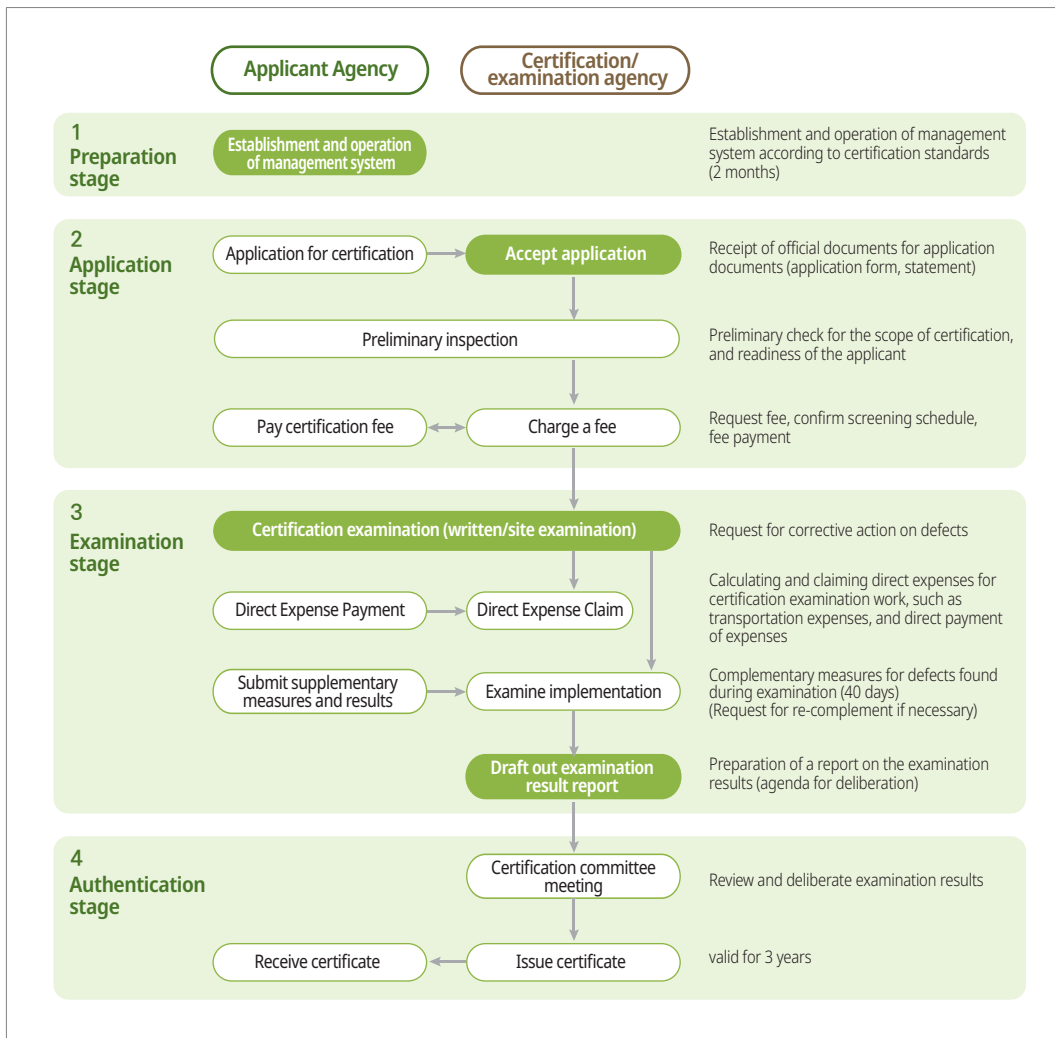 Applicant Agency
Certification/
examination agency
1
Preparation
stage
Establishment and operation
of management system
Establishment and operation of management
system according to certification standards
(2 months)
2
Application
stage
Application for certification
Accept application
Receipt of official documents for application
documents (application form, statement)
Preliminary inspection
Preliminary check for the scope of certification,
and readiness of the applicant
Pay certification fee
Charge a fee
Request fee, confirm screening schedule,
fee payment
3
Examination
stage
Certification examination (written/site examination)
Request for corrective action on defects
Direct Expense Payment
Direct Expense Claim
Calculating and claiming direct expenses for
certification examination work, such as
transportation expenses, and direct payment
of expenses
Submit supplementary
measures and results
Examine implementation
Complementary measures for defects found
during examination (40 days)
(Request for re-complement if necessary)
Draft out examination
result report
Preparation of a report on the examination
results (agenda for deliberation)
4
Authentication
stage
Certification committee
meeting
Review and deliberate examination results
Receive certificate
Issue certificate
valid for 3 years